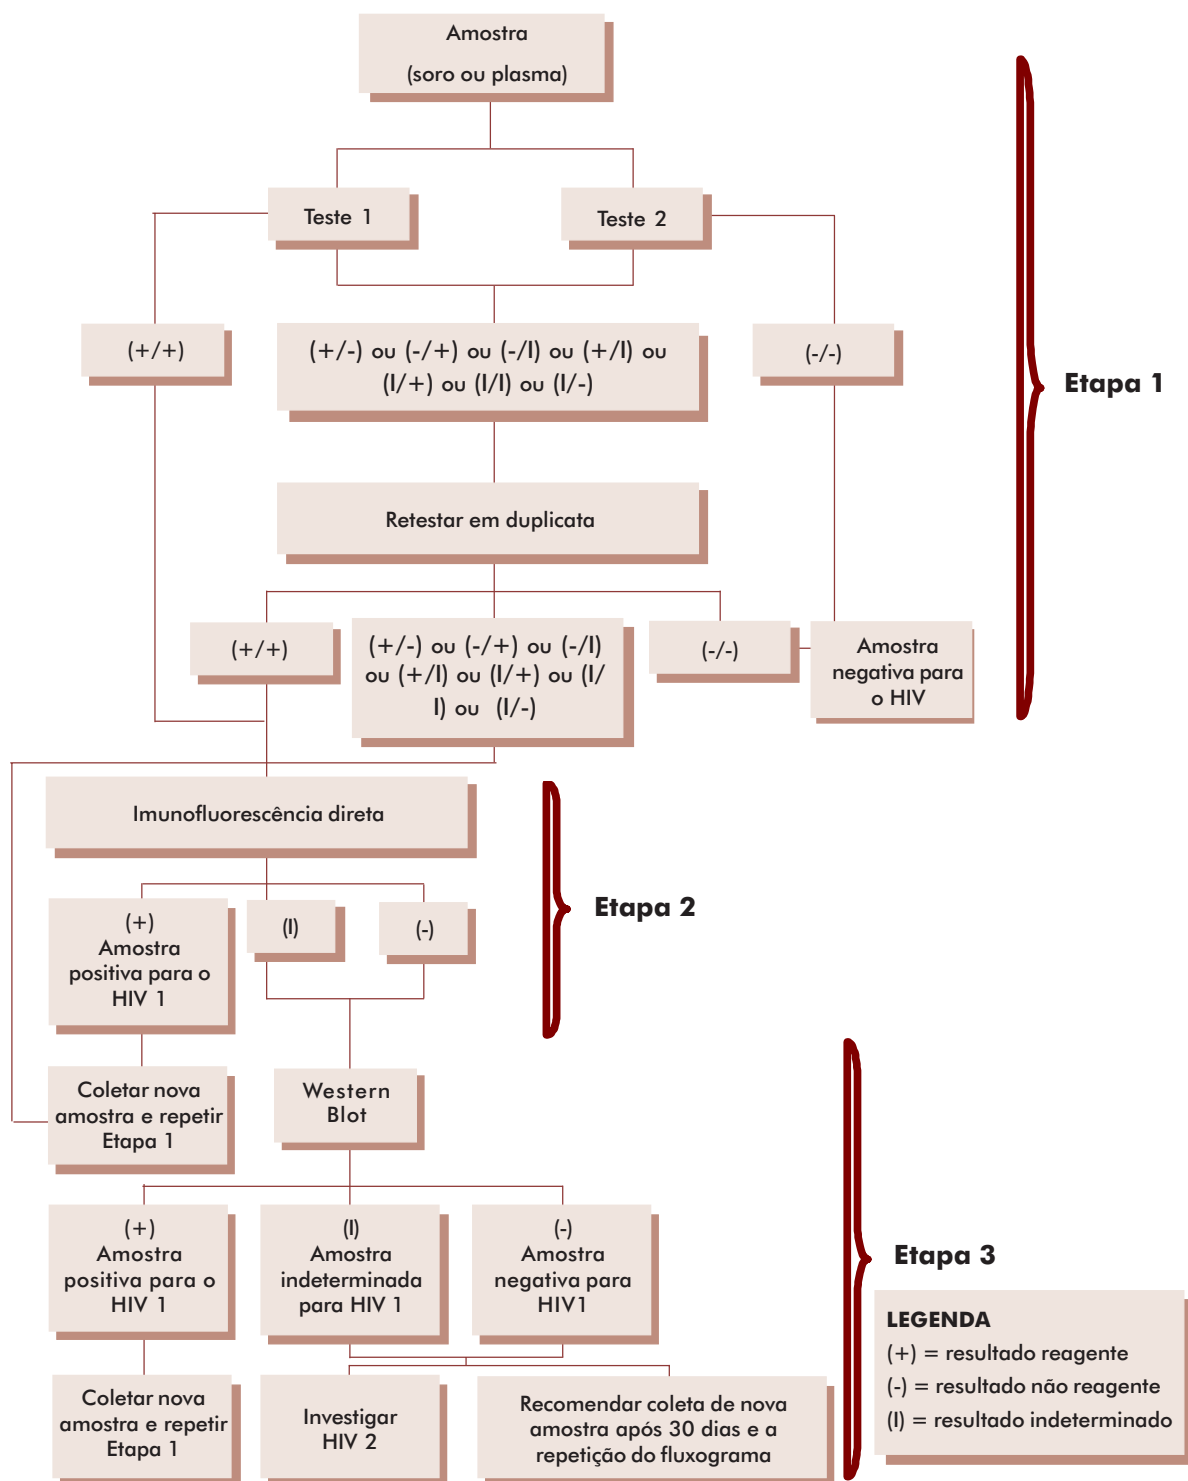 Amostra
(soro ou plasma)
Teste 1
Teste 2
(+/+)
(+/-) ou (-/+) ou (-/I) ou (+/I) ou
(I/+) ou (I/I) ou (I/-)
(-/-)
Etapa 1
Retestar em duplicata
(+/+)
(+/-) ou (-/+) ou (-/I)
ou (+/I) ou (I/+) ou (I/
I) ou (I/-)
(-/-)
Amostra
negativa para
o HIV
Imunofluorescência direta
(+)
Amostra
positiva para o
HIV 1
(I)
(-)
Etapa 2
Coletar nova
amostra e repetir
Etapa 1
Western
Blot
(+)
Amostra
positiva para o
HIV 1
(I)
Amostra
indeterminada
para HIV 1
(-)
Amostra
negativa para
HIV1
Etapa 3
Coletar nova
amostra e repetir
Etapa 1
Investigar
HIV 2
Recomendar coleta de nova
amostra após 30 dias e a
repetição do fluxograma
LEGENDA
(+) = resultado reagente
(-) = resultado não reagente
(I) = resultado indeterminado